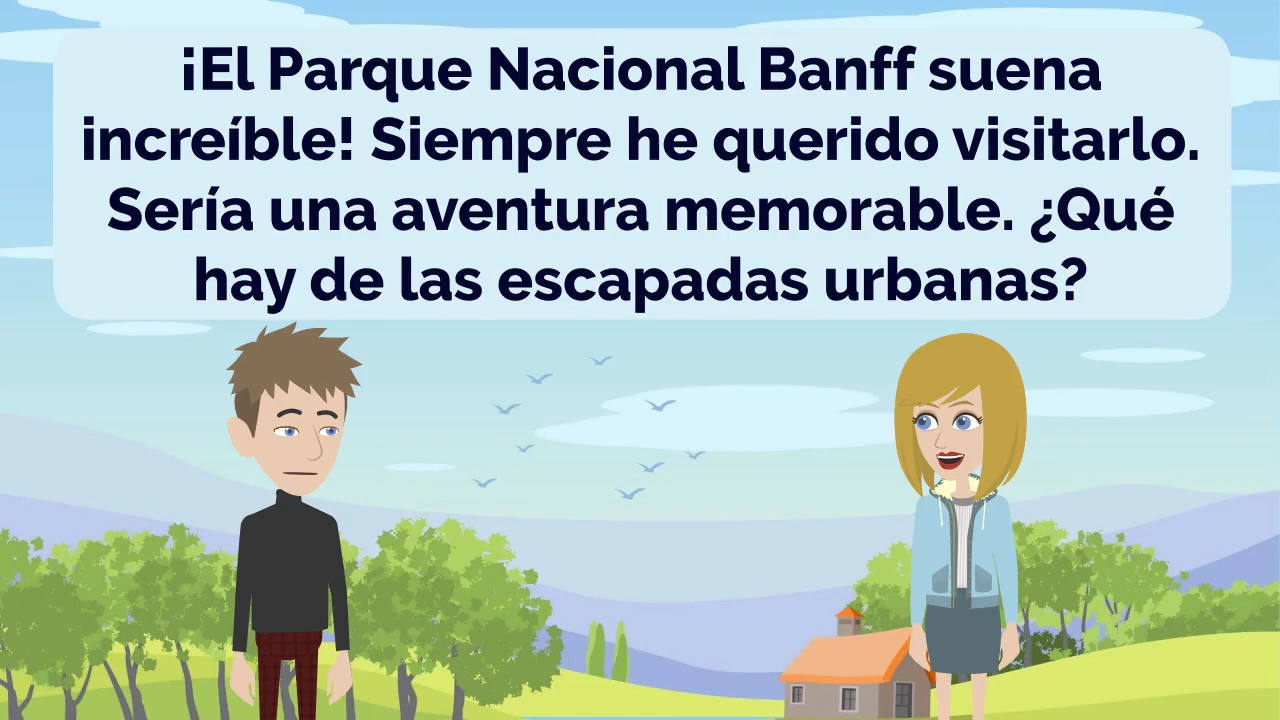 ¡El Parque Nacional Banff suena
increíble! Siempre he querido visitarlo.
Sería una aventura memorable. ¿Qué
hay de las escapadas urbanas?